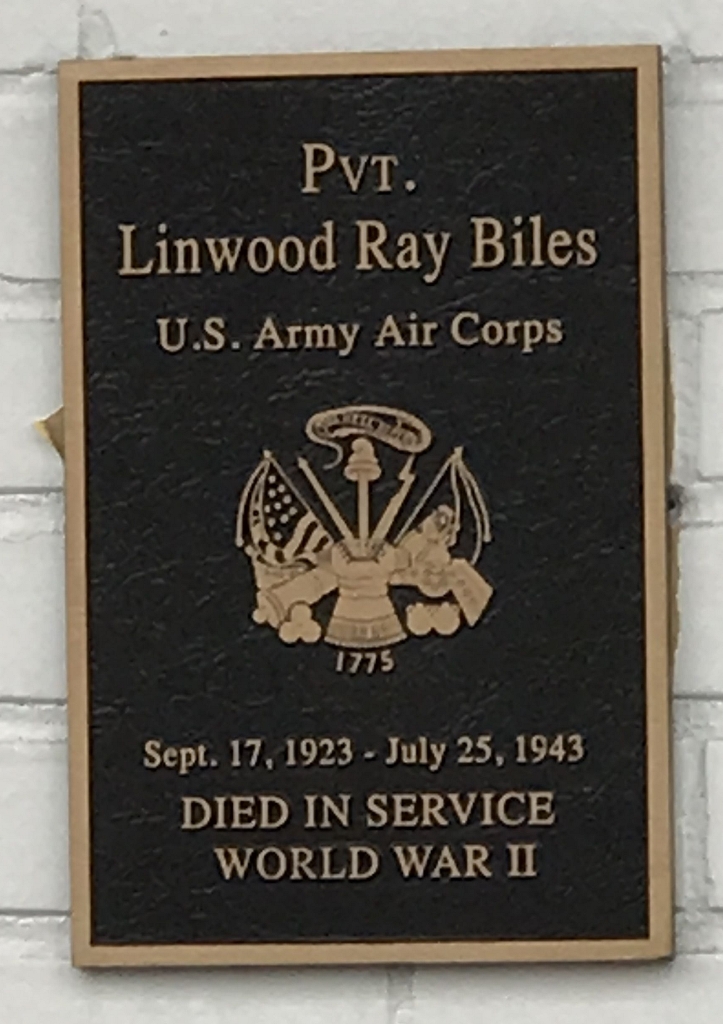 PVT.
Linwood Ray Biles
U.S. Army Air Corps
1775
Sept. 17, 1923 - July 25, 1943
DIED IN SERVICE
WORLD WAR II